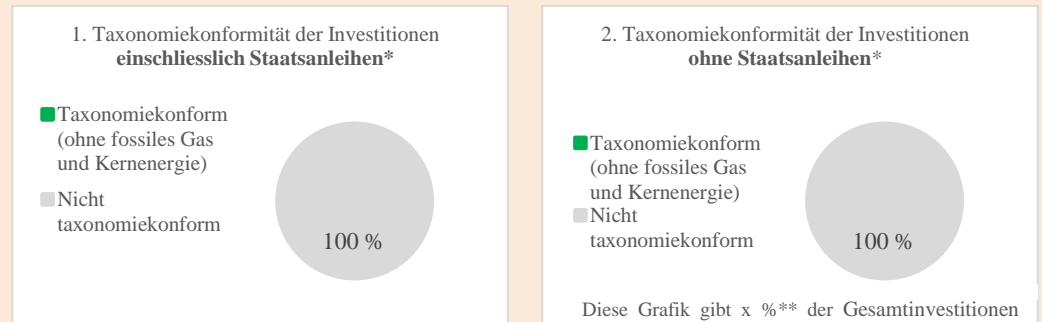 1. Taxonomiekonformität der Investitionen
einschliesslich Staatsanleihen*
Taxonomiekonform
(ohne fossiles Gas
und Kernenergie)
Nicht
taxonomiekonform
100 %
2. Taxonomiekonformität der Investitionen
ohne Staatsanleihen*
Taxonomiekonform
(ohne fossiles Gas
und Kernenergie)
Nicht
taxonomiekonform
100 %
Diese Grafik gibt x %** der Gesamtinvestitionen